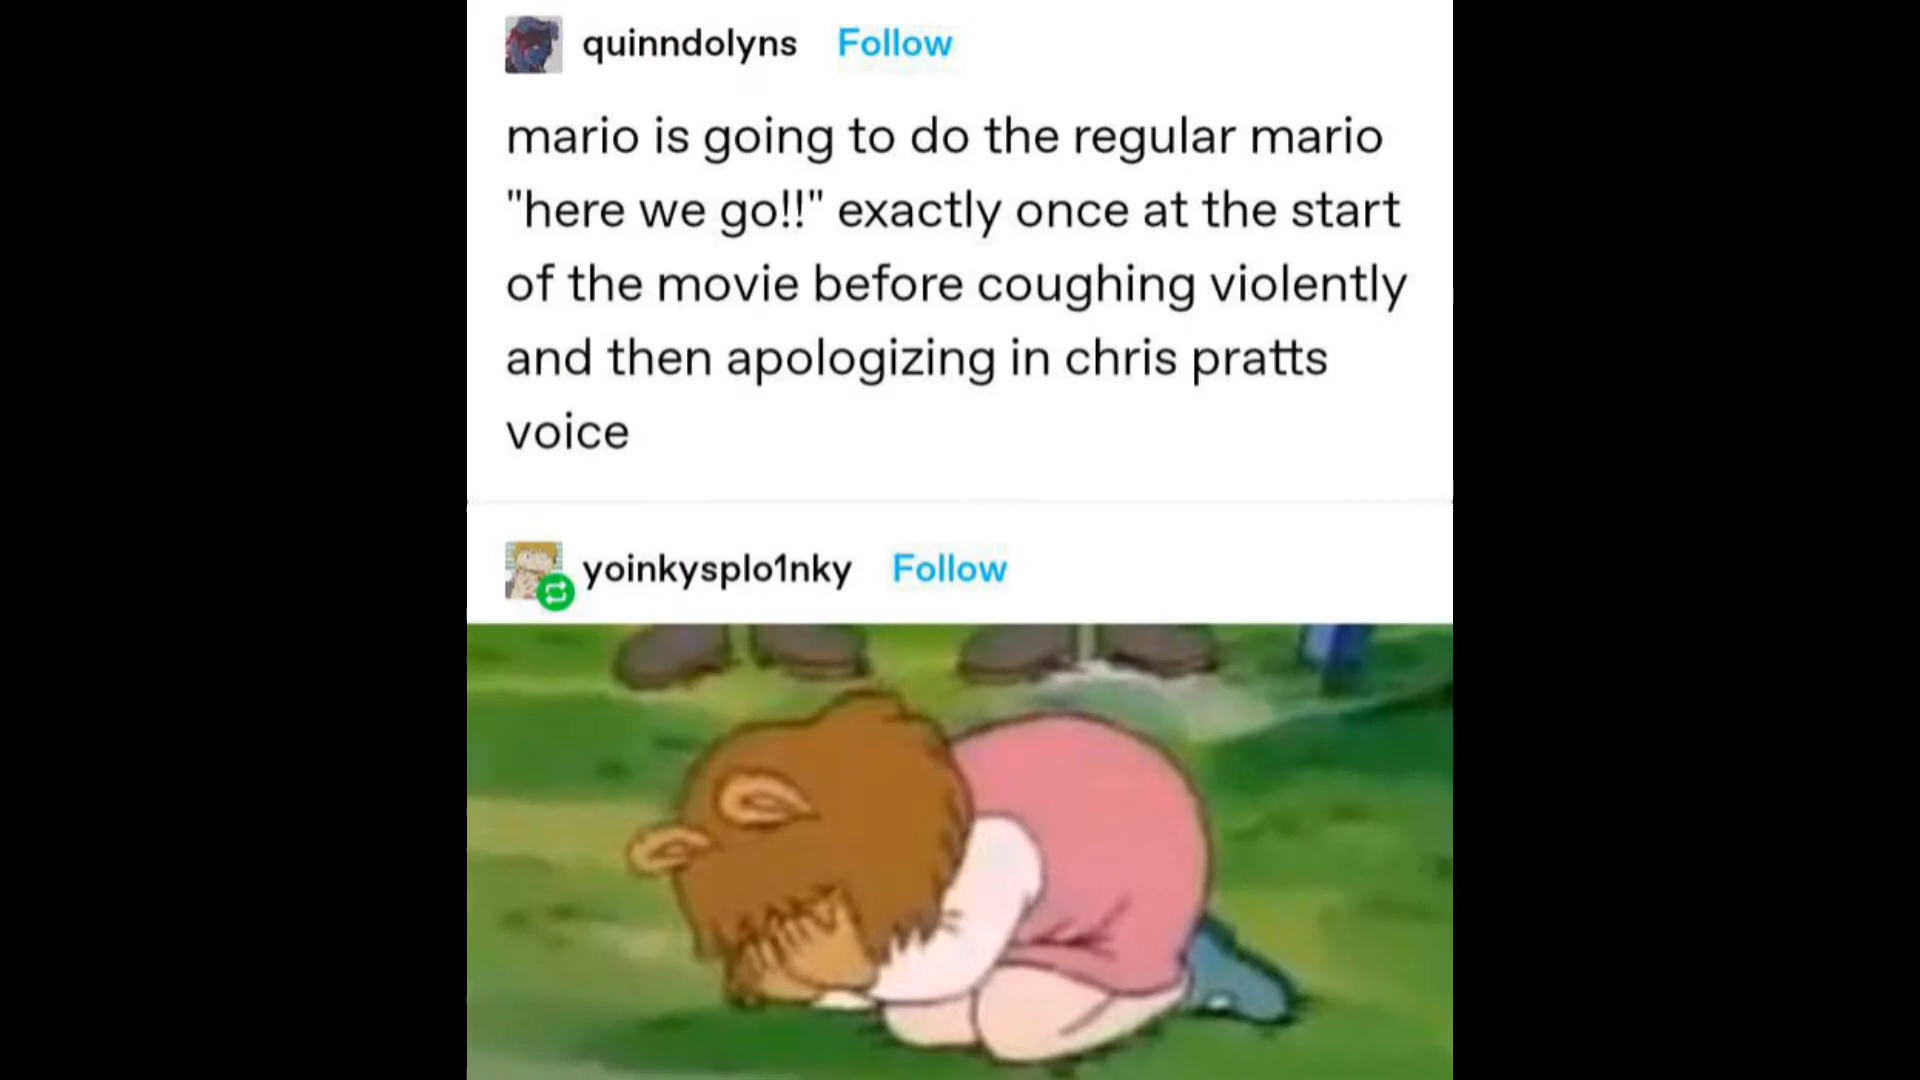 quinndolyns Follow
mario is going to do the regular mario
"here we go!!" exactly once at the start
of the movie before coughing violently
and then apologizing in chris pratts
voice
yoinkysplo1nky Follow